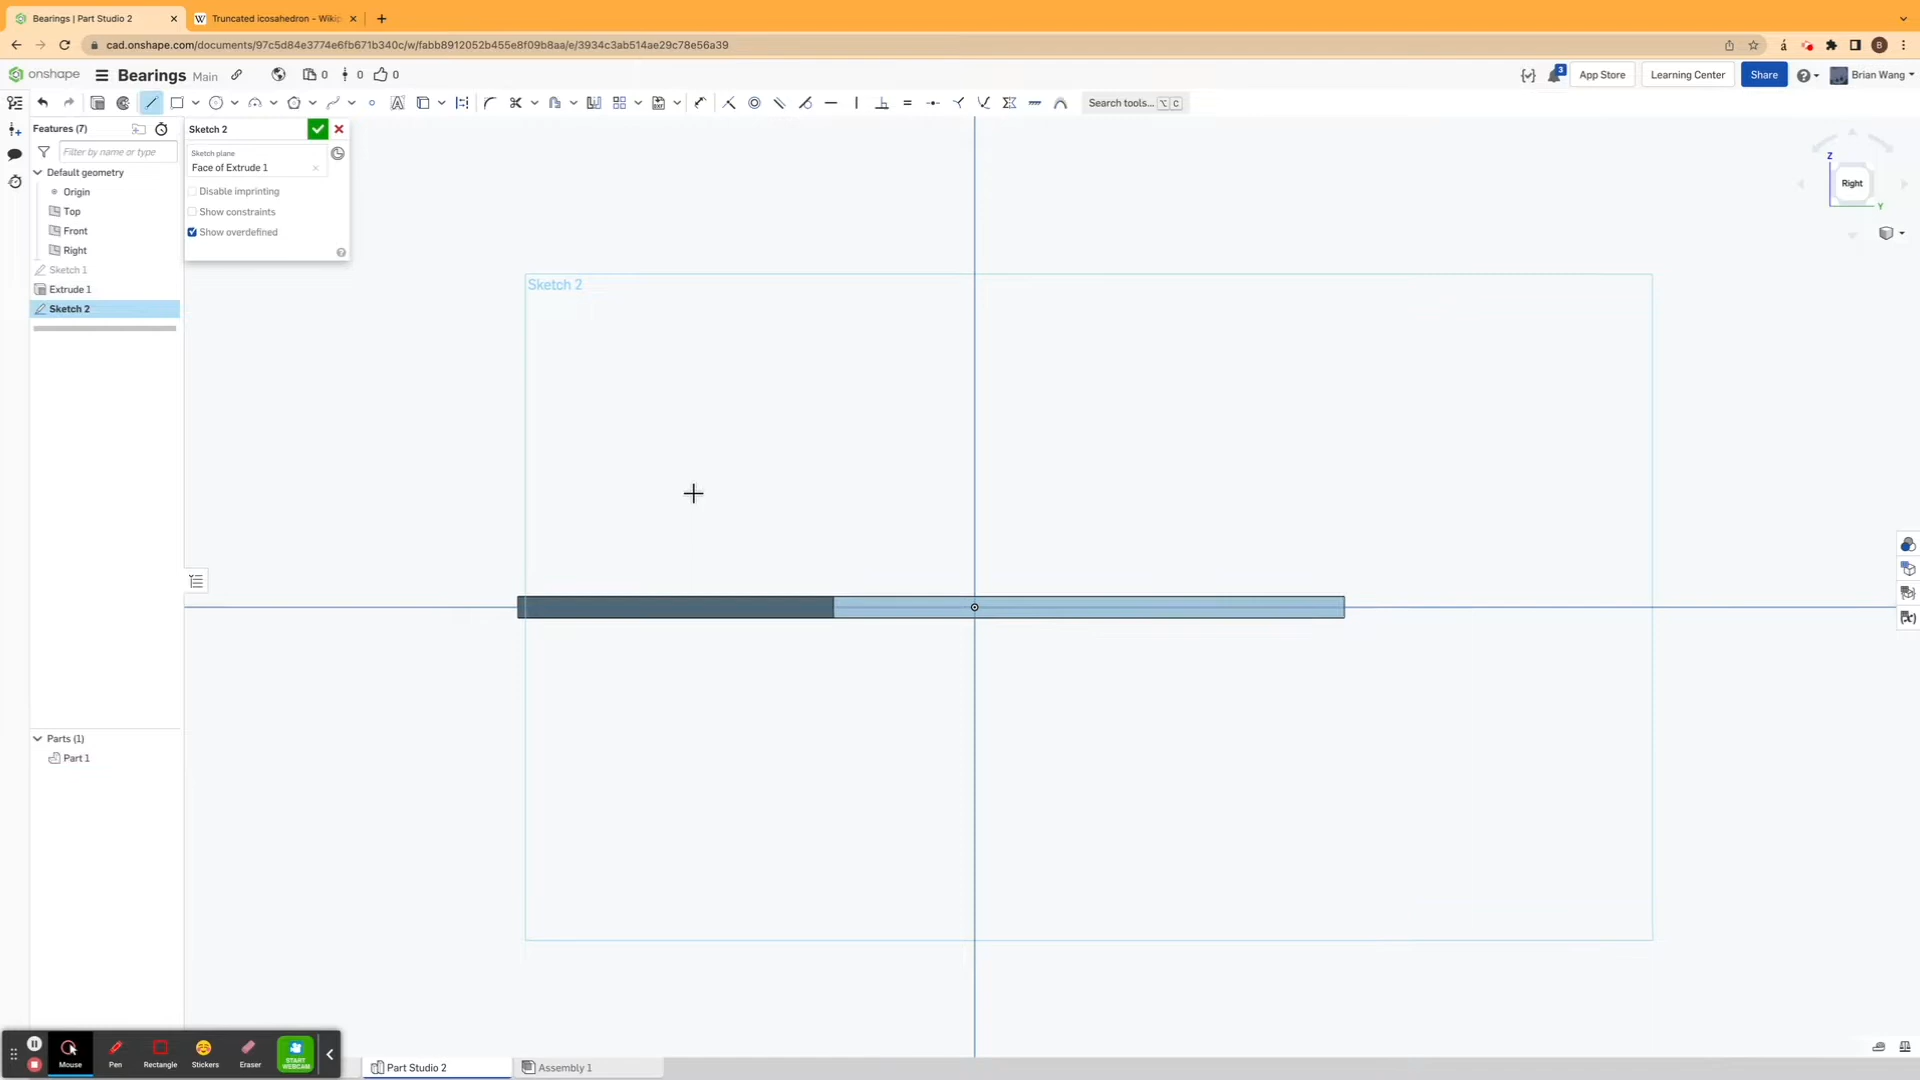 Bearings | Part Studio 2
Truncated icosahedron - Wiki
cad.onshape.com/documents/97c5d84e3774e6fb671b340c/w/fabb8912052b455e8f09b8aa/e/3934c3ab514ae29c78e56a39
B
onshape
Bearings Main
0
0
0
3
App Store
Learning Center
Share
Brian Wang
Search tools... ⌥ C
Features (7)
Filter by name or type
Default geometry
Origin
Top
Front
Right
Sketch 1
Extrude 1
Sketch 2
Sketch 2
Sketch plane
Face of Extrude 1
Disable imprinting
Show constraints
Show overdefined
Sketch 2
Z
Right
Y
Parts (1)
Part 1
Mouse
Pen
Rectangle
Stickers
Eraser
START WEBCAM
Part Studio 2
Assembly 1